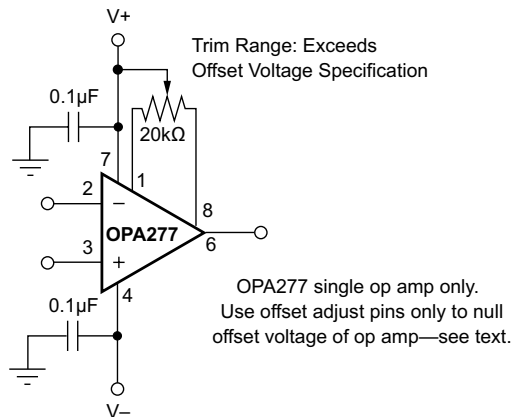 V+
Trim Range: Exceeds
Offset Voltage Specification
0.1µF
20kΩ
7
1
2
8
−
OPA277
6
3
+
0.1µF
4
OPA277 single op amp only.
Use offset adjust pins only to null
offset voltage of op amp—see text.
V–